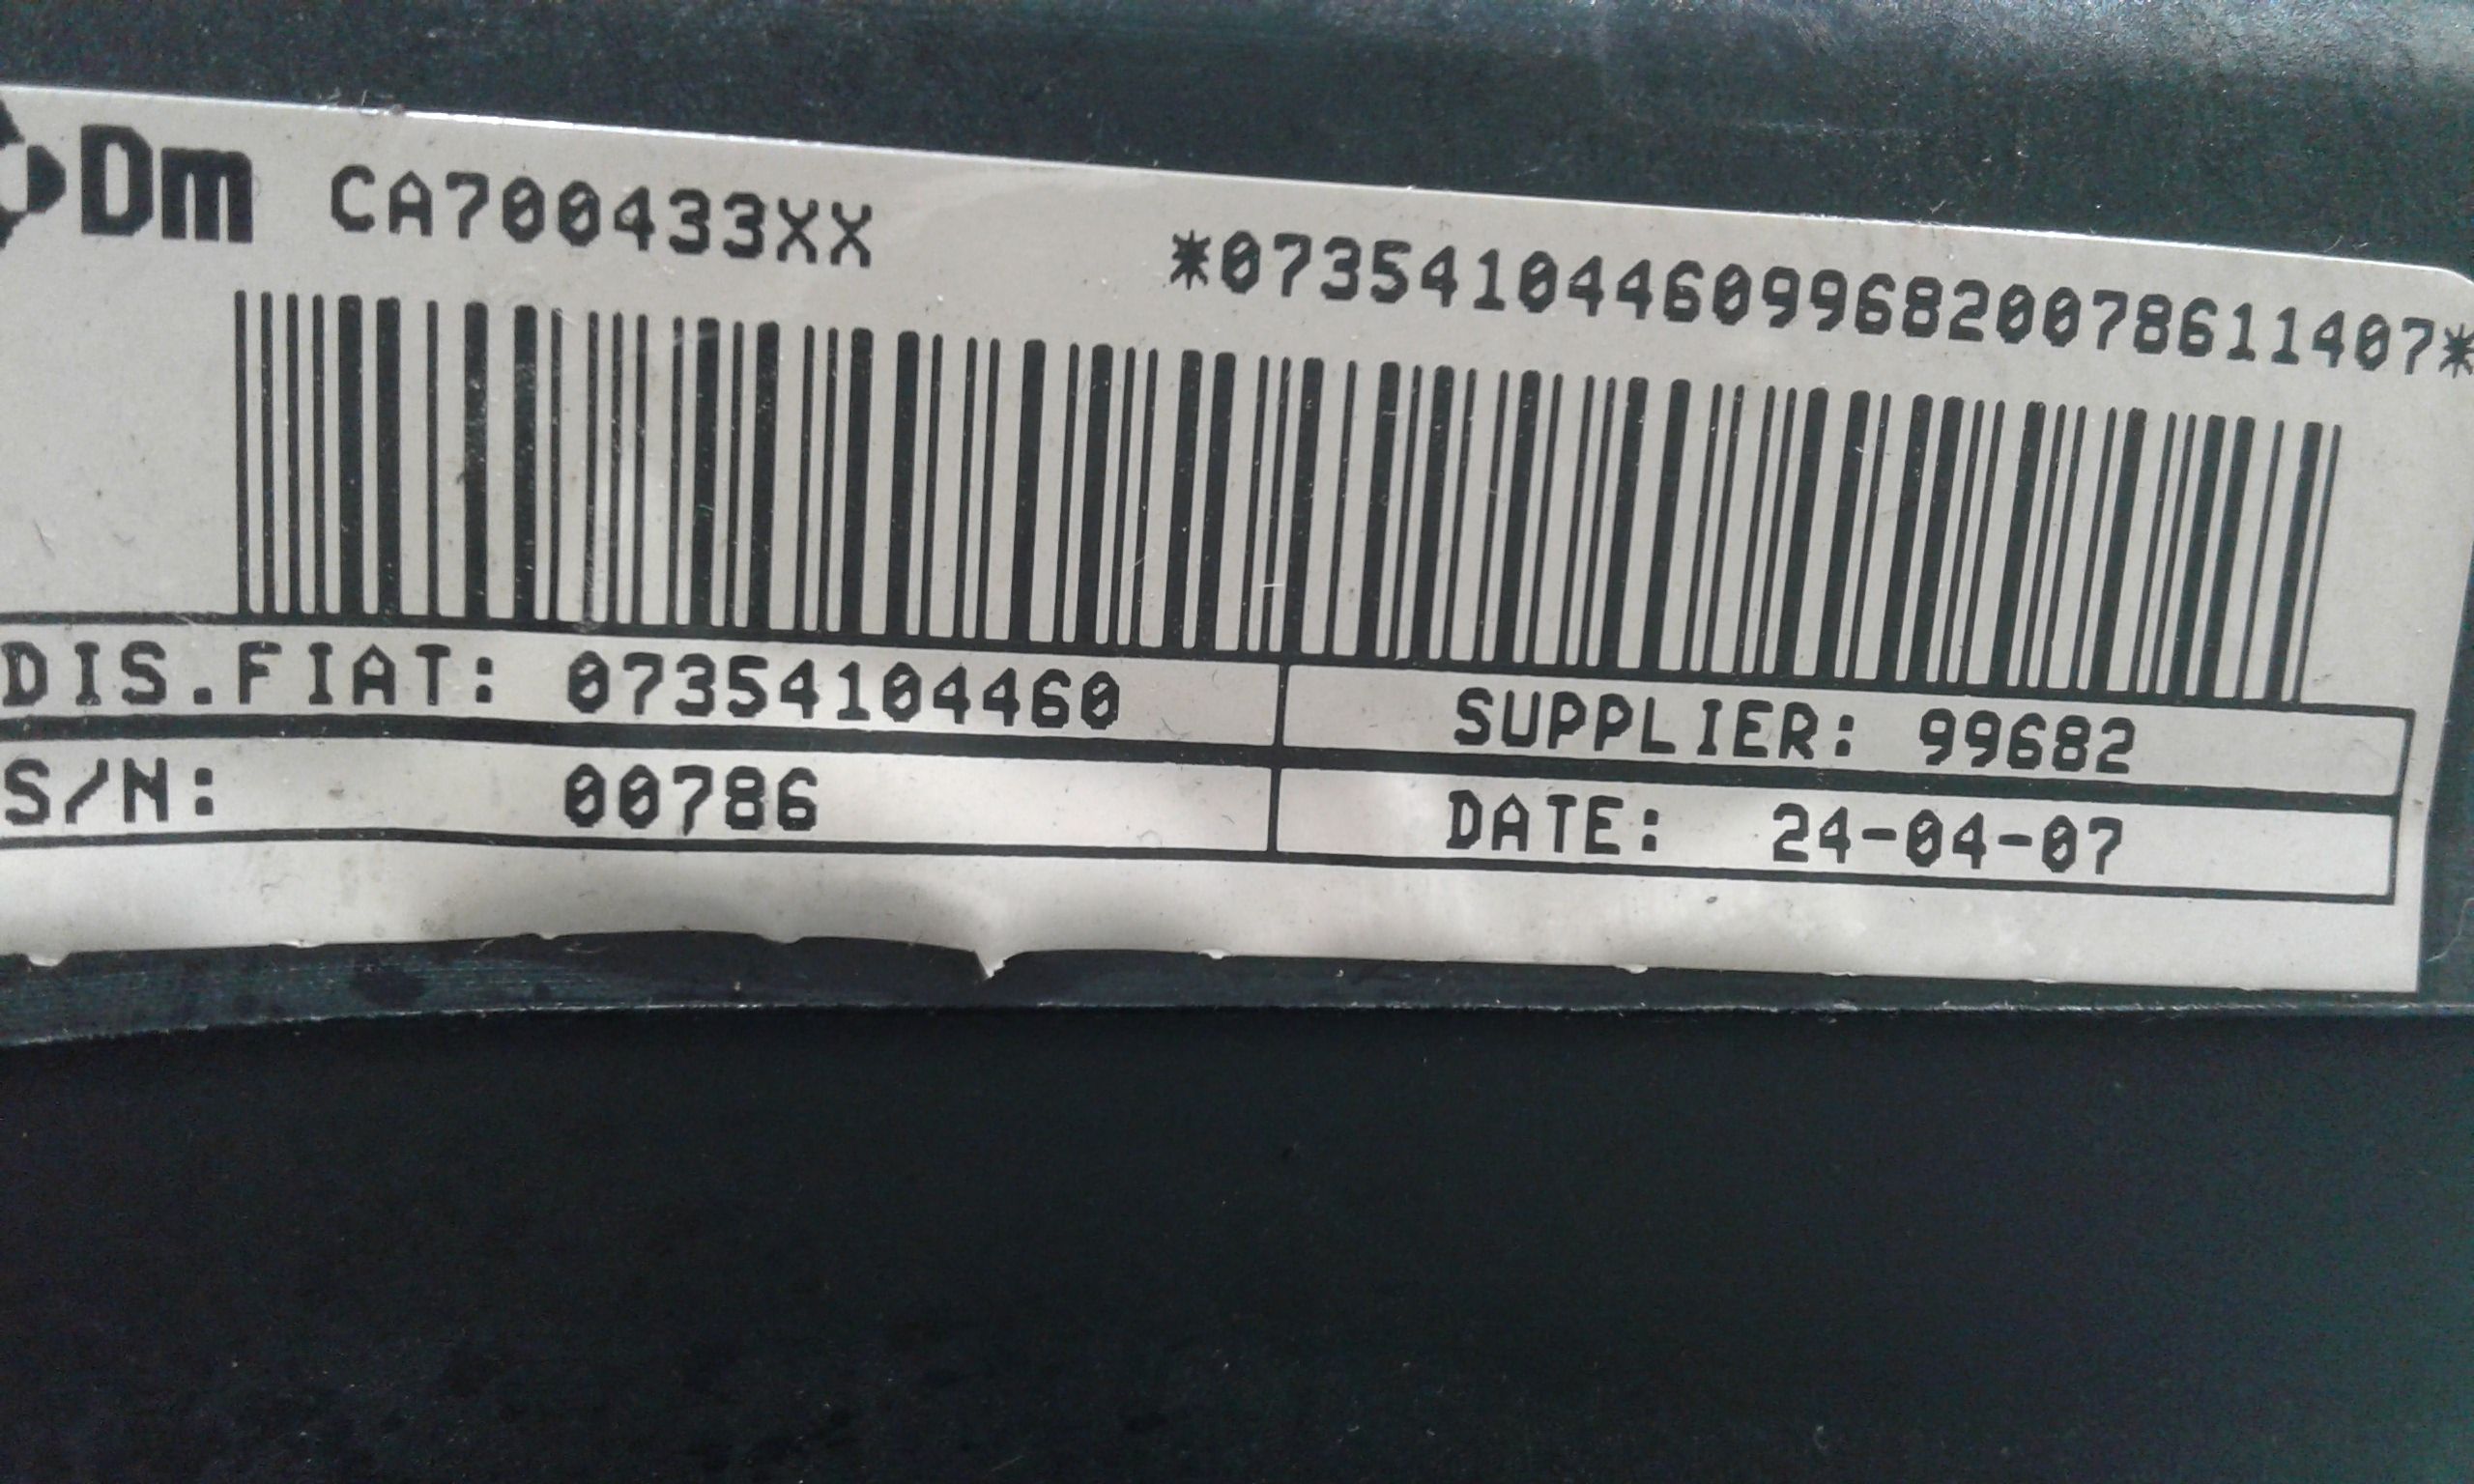 Dm CA700433XX
*07354104460996820078611407*
DIS.FIAT: 07354104460 SUPPLIER: 99682
S/N: 00786 DATE: 24-04-07